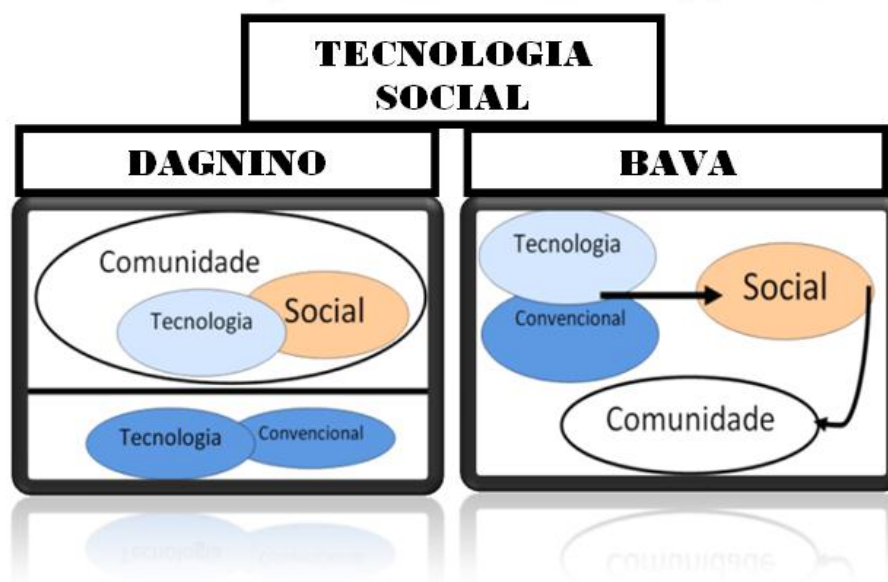 TECNOLOGIA
SOCIAL
DAGNINO
Comunidade
Tecnologia
Social
Tecnologia
Convencional
BAVA
Tecnologia
Convencional
Social
Comunidade